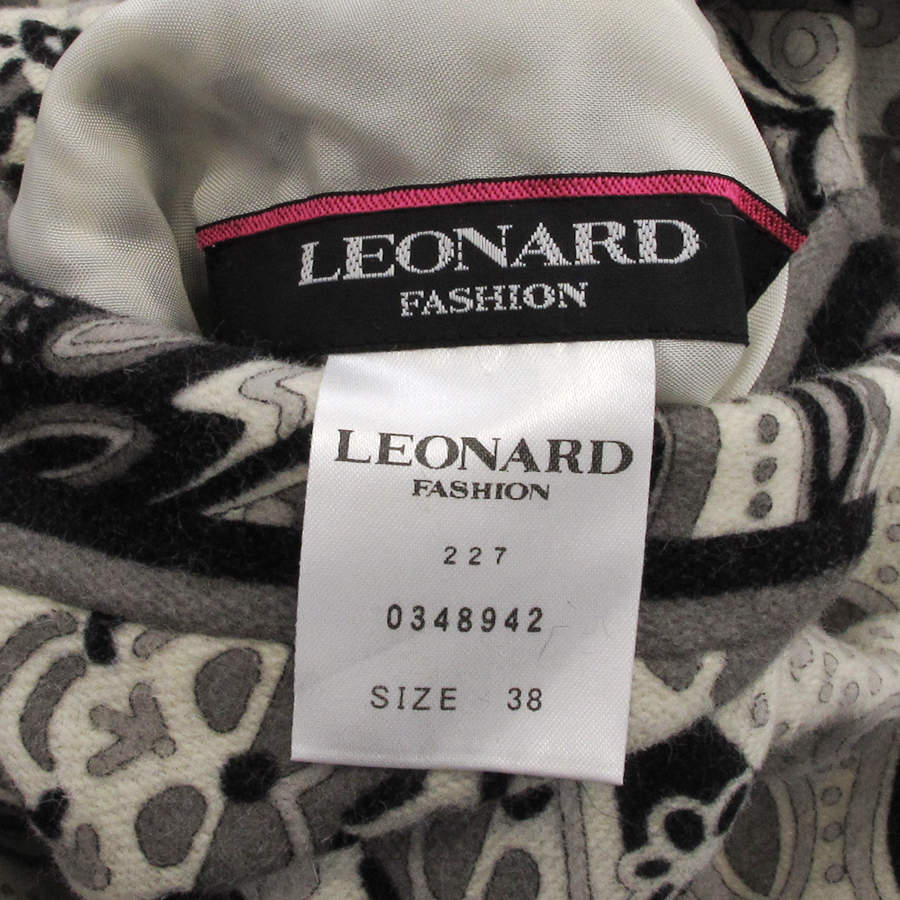 LEONARD
FASHION
LEONARD
FASHION
227
0348942
SIZE 38